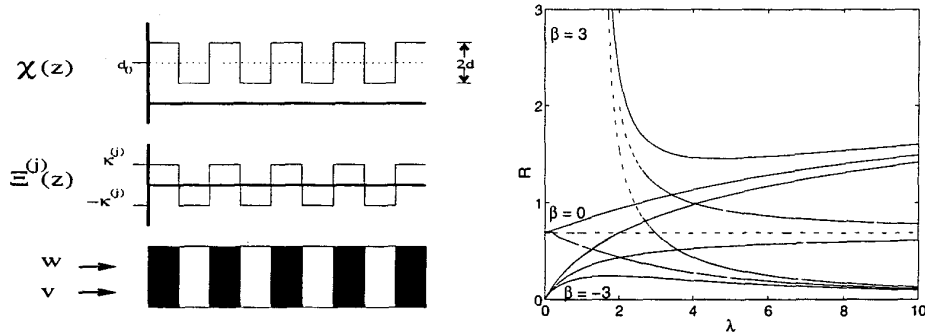 χ(z)
d₀
2d
Ξ⁽ʲ⁾(z)
κ⁽ʲ⁾
−κ⁽ʲ⁾
w
v
R
3
2
1
0
β = 3
β = 0
β = −3
0 2 4 6 8 10
λ